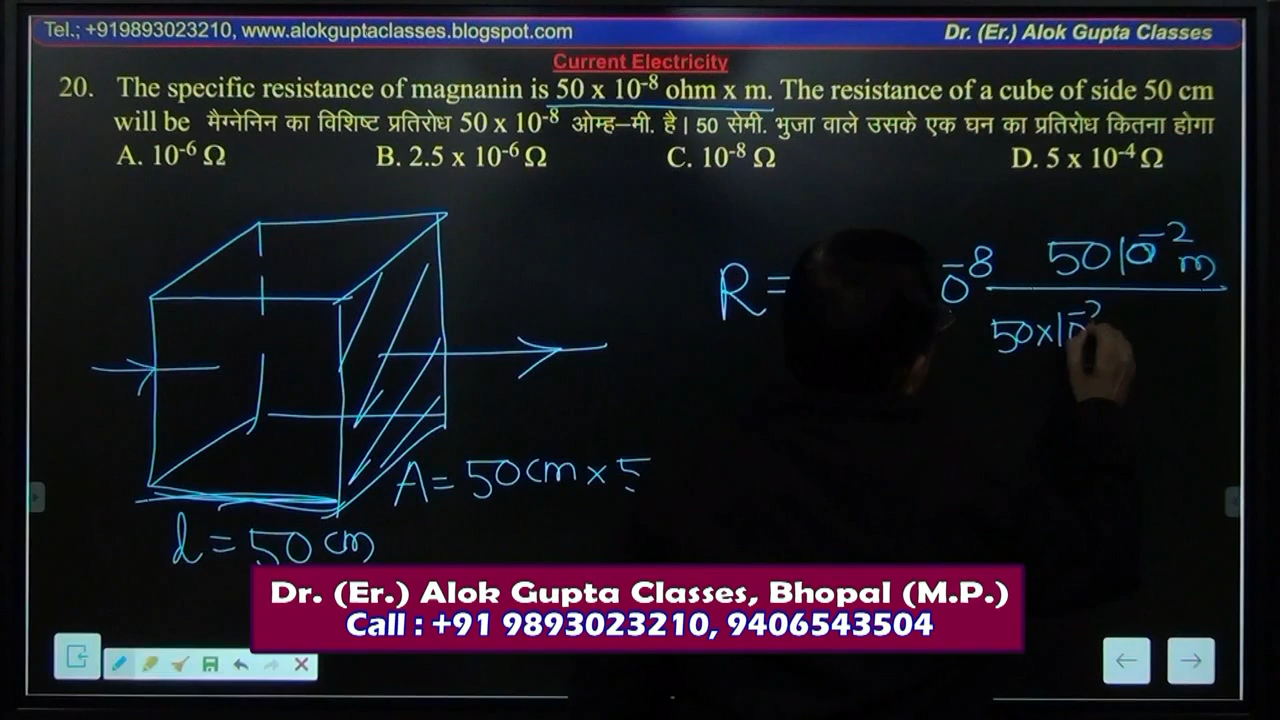 Tel.; +919893023210, www.alokguptaclasses.blogspot.com
Dr. (Er.) Alok Gupta Classes
Current Electricity
20. The specific resistance of magnanin is 50 x 10⁻⁸ ohm x m. The resistance of a cube of side 50 cm
will be मैग्नेनिन का विशिष्ट प्रतिरोध 50 x 10⁻⁸ ओम्ह–मी. है। 50 सेमी. भुजा वाले उसके एक घन का प्रतिरोध कितना होगा
A. 10⁻⁶ Ω B. 2.5 x 10⁻⁶ Ω C. 10⁻⁸ Ω D. 5 x 10⁻⁴ Ω
R=
0⁻⁸ 50 10⁻² m
50×10⁻²
A= 50cm × 5
l = 50 cm
Dr. (Er.) Alok Gupta Classes, Bhopal (M.P.)
Call : +91 9893023210, 9406543504